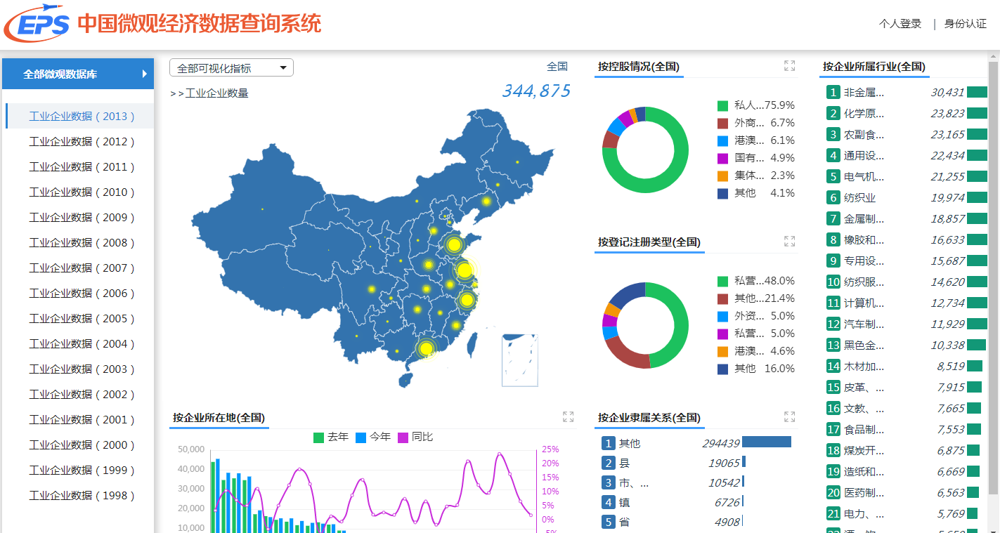 EPS 中国微观经济数据查询系统
个人登录 | 身份认证
全部微观数据库
工业企业数据 ( 2013 )
工业企业数据 ( 2012 )
工业企业数据 ( 2011 )
工业企业数据 ( 2010 )
工业企业数据 ( 2009 )
工业企业数据 ( 2008 )
工业企业数据 ( 2007 )
工业企业数据 ( 2006 )
工业企业数据 ( 2005 )
工业企业数据 ( 2004 )
工业企业数据 ( 2003 )
工业企业数据 ( 2002 )
工业企业数据 ( 2001 )
工业企业数据 ( 2000 )
工业企业数据 ( 1999 )
工业企业数据 ( 1998 )
全部可视化指标
全国
>>工业企业数量
344,875
按企业所在地(全国)
去年 今年 同比
50,000
40,000
30,000
20,000
10,000
25%
20%
15%
10%
5%
0%
按控股情况(全国)
私人...75.9%
外商... 6.7%
港澳... 6.1%
国有... 4.9%
集体... 2.3%
其他 4.1%
按登记注册类型(全国)
私营...48.0%
其他...21.4%
外资... 5.0%
私营... 5.0%
港澳... 4.6%
其他 16.0%
按企业隶属关系(全国)
1 其他 294439
2 县 19065
3 市、... 10542
4 镇 6726
5 省 4908
按企业所属行业(全国)
1 非金属... 30,431
2 化学原... 23,823
3 农副食... 23,165
4 通用设... 22,434
5 电气机... 21,255
6 纺织业 19,974
7 金属制... 18,857
8 橡胶和... 16,633
9 专用设... 15,687
10 纺织服... 14,620
11 计算机... 12,734
12 汽车制... 11,929
13 黑色金... 10,338
14 木材加... 8,519
15 皮革、... 7,915
16 文教、... 7,665
17 食品制... 7,553
18 煤炭开... 6,875
19 造纸和... 6,669
20 医药制... 6,563
21 电力、... 5,769